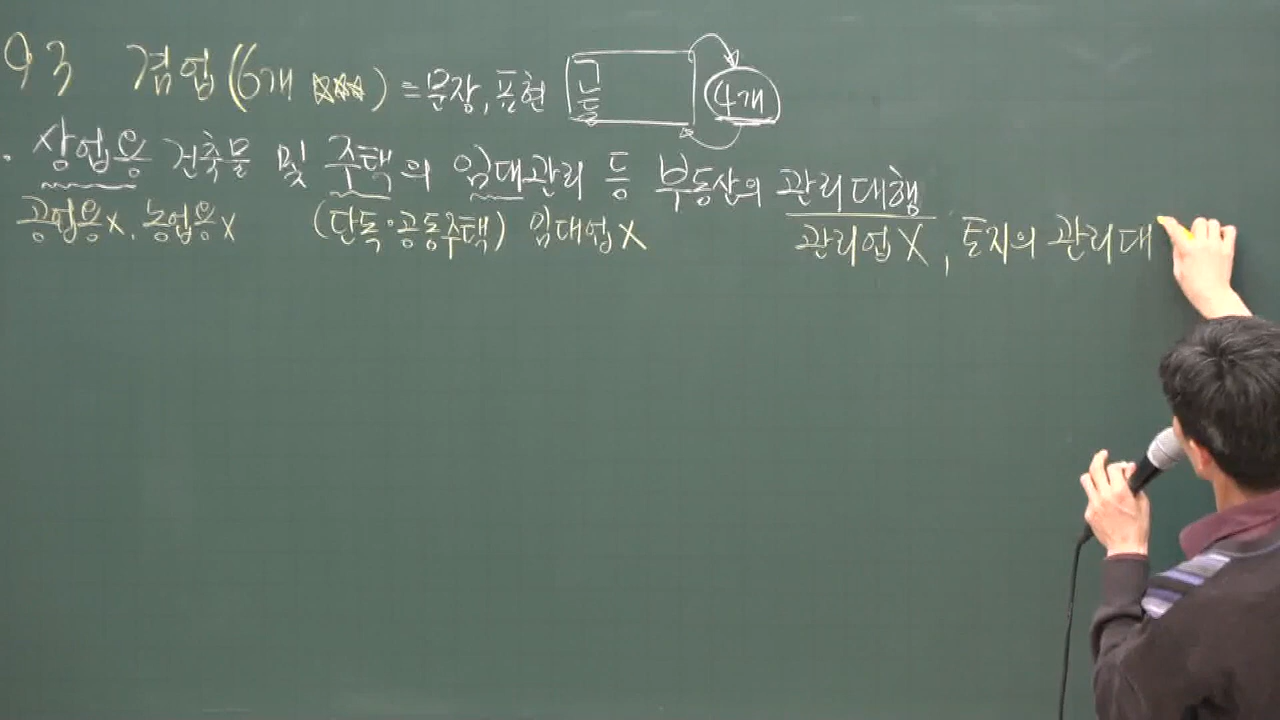 93 겸업(6개 ☆☆☆) = 문장, 표현 4개
· 상업용 건축물 및 주택의 임대관리 등 부동산의 관리대행
공업용X, 농업용X (단독·공동주택) 임대업X 관리업X, 토지의 관리대